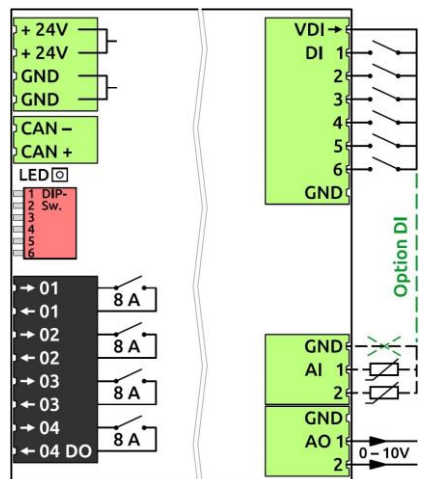 + 24V
+ 24V
GND
GND
CAN –
CAN +
LED
1 DIP-
2 Sw.
3
4
5
6
→ 01
← 01
8 A
→ 02
← 02
8 A
→ 03
← 03
8 A
→ 04
← 04 DO
8 A
VDI →
DI 1
2
3
4
5
6
GND
Option DI
GND
AI 1
2
GND
AO 1
0 – 10V
2